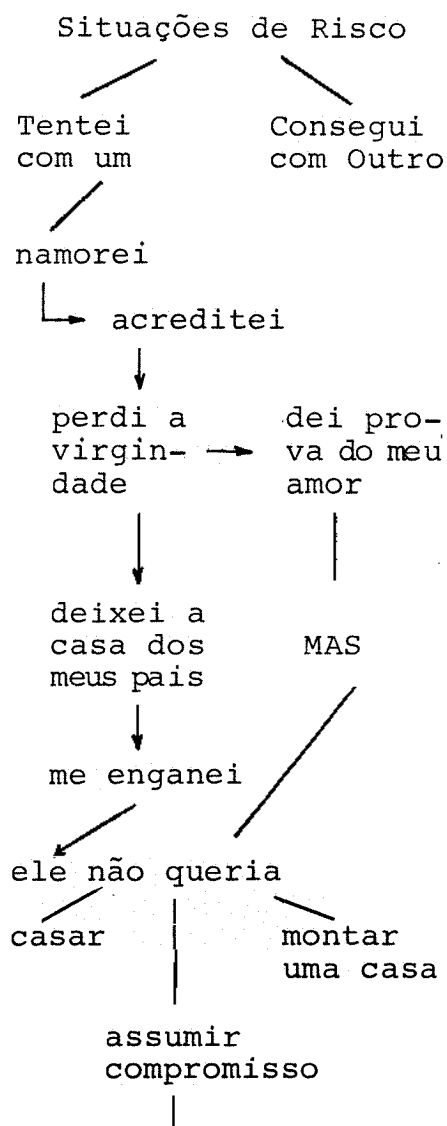 Situações de Risco
Tentei
com um
Consegui
com Outro
namorei
acreditei
perdi a
virgin-
dade
dei pro-
va do meu
amor
deixei a
casa dos
meus pais
MAS
me enganei
ele não queria
casar
montar
uma casa
assumir
compromisso